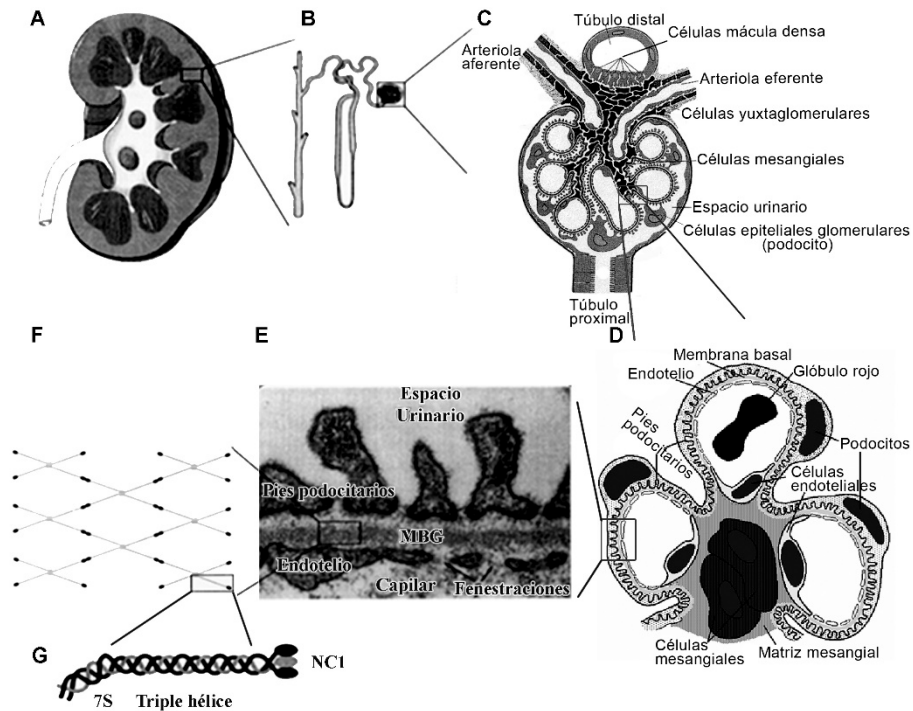 A
B
C
Túbulo distal
Células mácula densa
Arteriola
aferente
Arteriola eferente
Células yuxtaglomerulares
Células mesangiales
Espacio urinario
Células epiteliales glomerulares
(podocito)
Túbulo
proximal
F
E
D
Espacio
Urinario
Pies podocitarios
MBG
Endotelio
Capilar
Fenestraciones
Membrana basal
Endotelio
Glóbulo rojo
Pies
podocitarios
Podocitos
Células
endoteliales
Células
mesangiales
Matriz mesangial
G
NC1
7S
Triple hélice